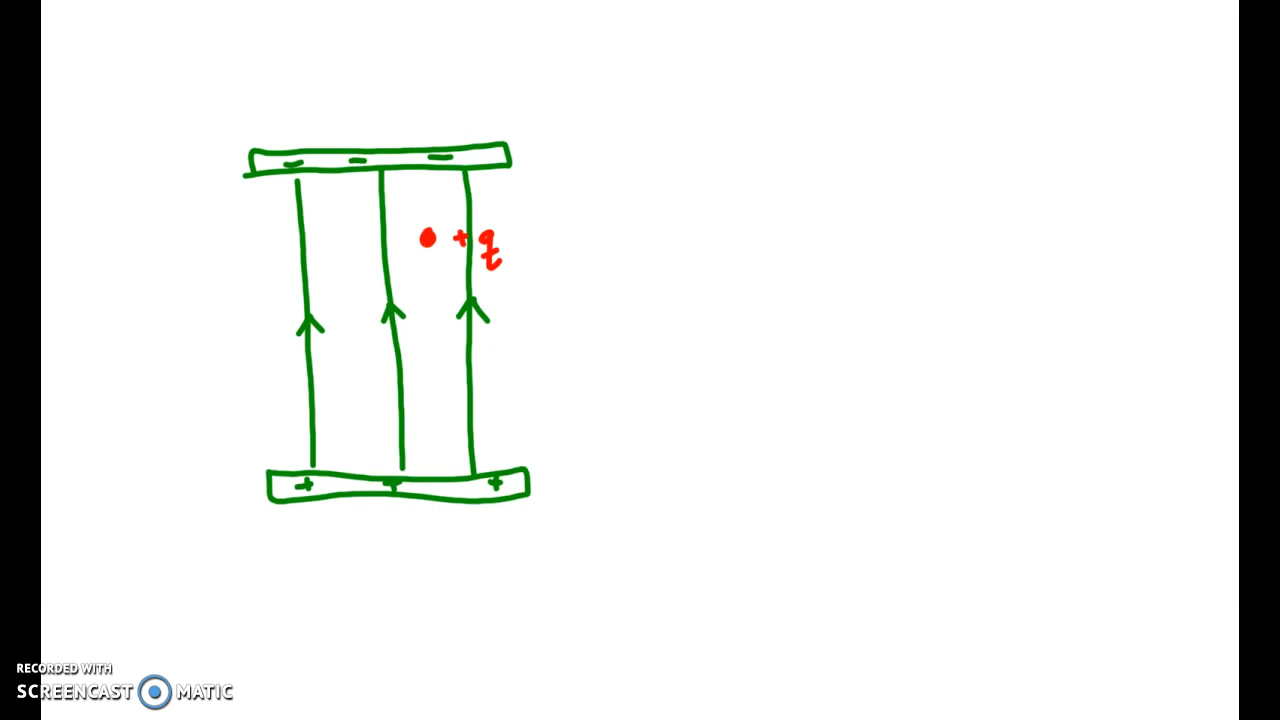 - - -
+ q
+ + +
RECORDED WITH
SCREENCAST MATIC